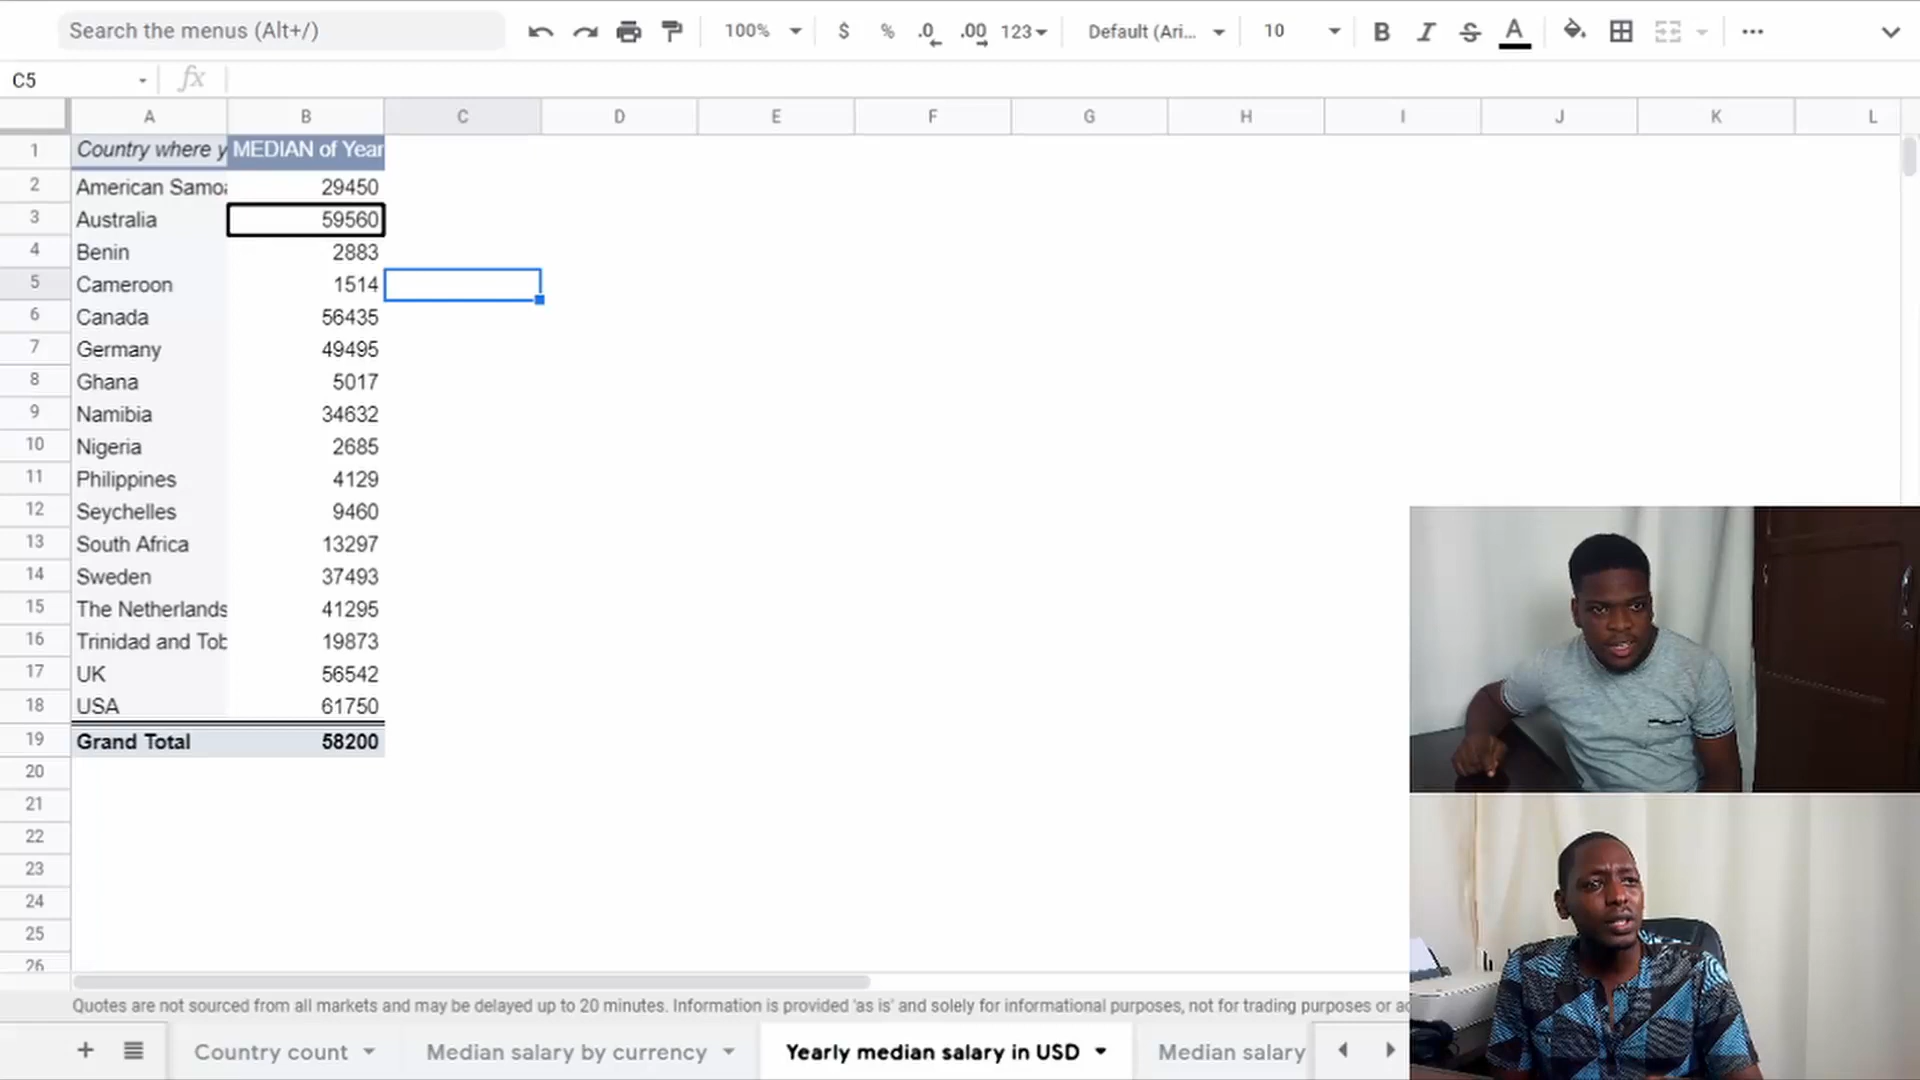 Search the menus (Alt+/)
100%
$
%
.0
.00
123
Default (Ari...
10
B
I
S
A
C5
fx
A B C D E F G H I J K L
1 Country where y MEDIAN of Year
2 American Samoa 29450
3 Australia 59560
4 Benin 2883
5 Cameroon 1514
6 Canada 56435
7 Germany 49495
8 Ghana 5017
9 Namibia 34632
10 Nigeria 2685
11 Philippines 4129
12 Seychelles 9460
13 South Africa 13297
14 Sweden 37493
15 The Netherlands 41295
16 Trinidad and Tob 19873
17 UK 56542
18 USA 61750
19 Grand Total 58200
20
21
22
23
24
25
26
Quotes are not sourced from all markets and may be delayed up to 20 minutes. Information is provided 'as is' and solely for informational purposes, not for trading purposes or
Country count
Median salary by currency
Yearly median salary in USD
Median salary